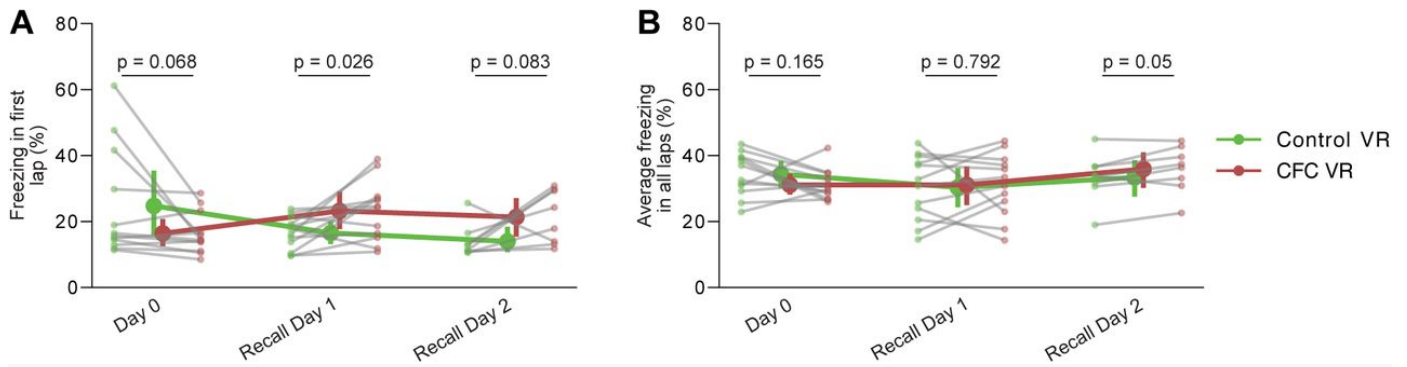 A
Freezing in first
lap (%)
80
60
40
20
0
p = 0.068
p = 0.026
p = 0.083
Day 0
Recall Day 1
Recall Day 2
B
Average freezing
in all laps (%)
80
60
40
20
0
p = 0.165
p = 0.792
p = 0.05
Day 0
Recall Day 1
Recall Day 2
Control VR
CFC VR